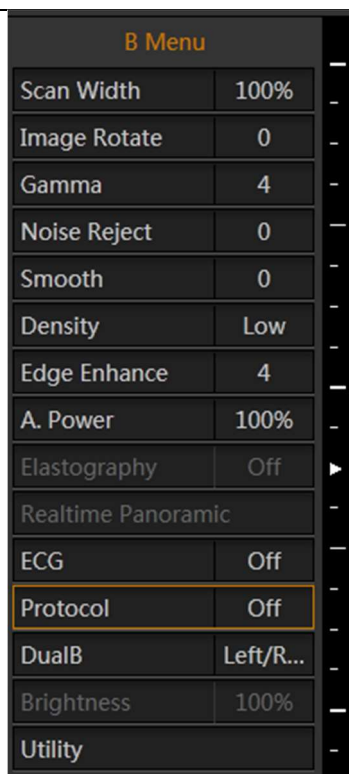 B Menu
Scan Width 100%
Image Rotate 0
Gamma 4
Noise Reject 0
Smooth 0
Density Low
Edge Enhance 4
A. Power 100%
Elastography Off
Realtime Panoramic
ECG Off
Protocol Off
DualB Left/R...
Brightness 100%
Utility